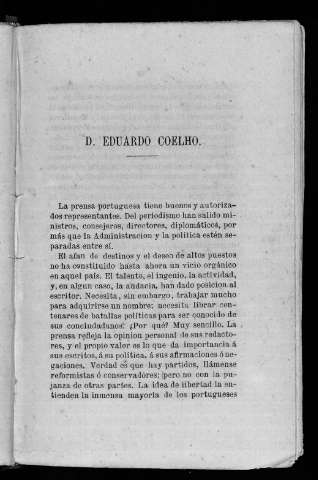 D. EDUARDO COELHO.
La prensa portuguesa tiene buenos y autoriza-
dos representantes. Del periodismo han salido mi-
nistros, consejeros, directores, diplomáticos, por
más que la Administracion y la política estén se-
paradas entre sí.
El afan de destinos y el deseo de altos puestos
no ha constituido hasta ahora un vicio orgánico
en aquel país. El talento, el ingenio, la actividad,
y, en algun caso, la audacia, han dado posicion al
escritor. Necesita, sin embargo, trabajar mucho
para adquirirse un nombre: necesita librar cen-
tenares de batallas políticas para ser conocido de
sus conciudadanos. ¿Por qué? Muy sencillo. La
prensa refleja la opinion personal de sus redacto-
res, y el propio valer es lo que da importancia á
sus escritos, á su política, á sus afirmaciones ó ne-
gaciones. Verdad es que hay partidos, llámense
reformistas ó conservadores; pero no con la pu-
janza de otras partes. La idea de libertad la en-
tienden la inmensa mayoría de los portugueses